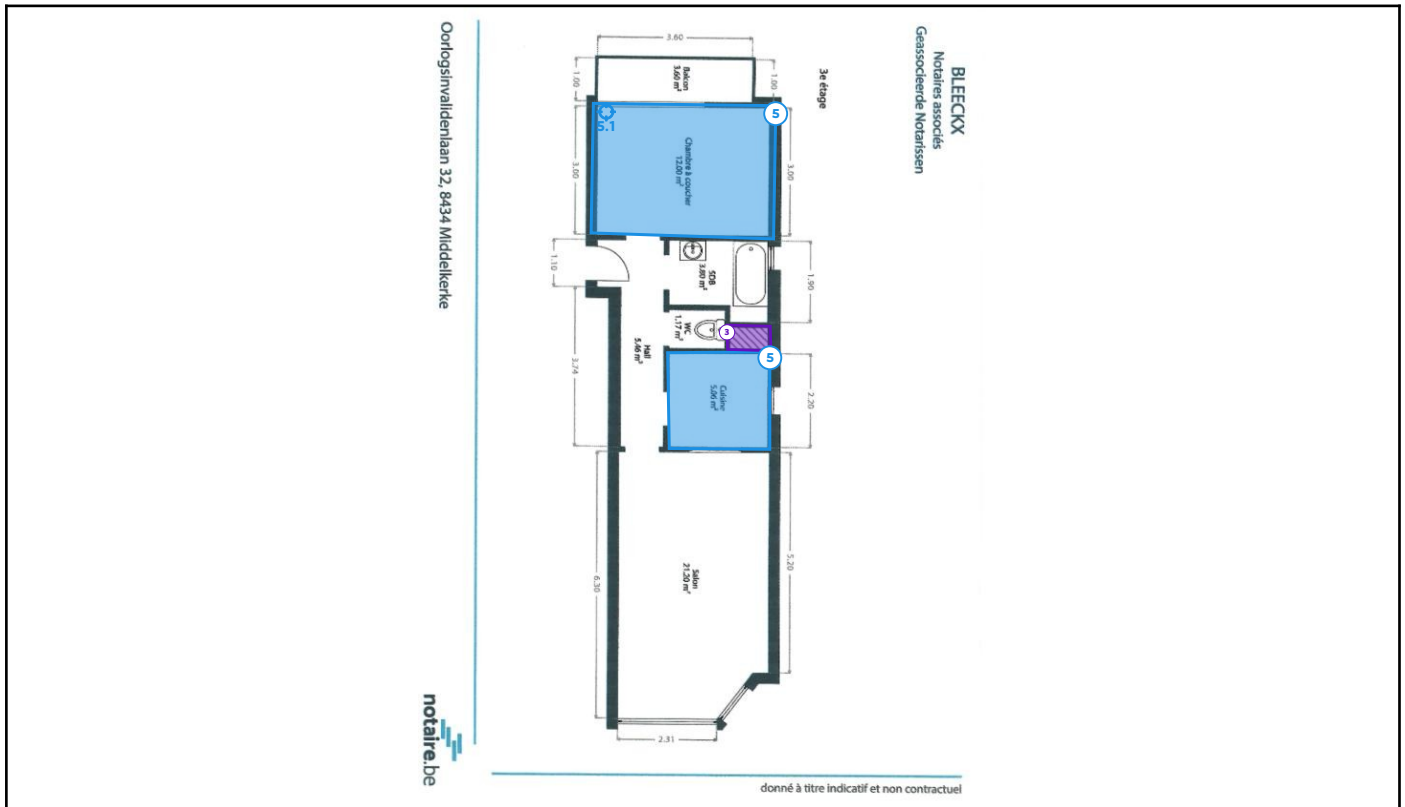 BLEECKX
Notaires associés
Geassocieerde Notarissen
3e étage
3.60
1.00
1.00
Balcon
3.60 m²
5
5.1
3.00
3.00
Chambre à coucher
12.00 m²
1.10
1.90
SDB
3.80 m²
WC
1,17 m²
3
Hall
5.46 m²
5
3.74
2.20
Cuisine
5.06 m²
6.30
5.20
Salon
21.20 m²
2.31
Oorlogsinvalidenlaan 32, 8434 Middelkerke
notaire.be
donné à titre indicatif et non contractuel